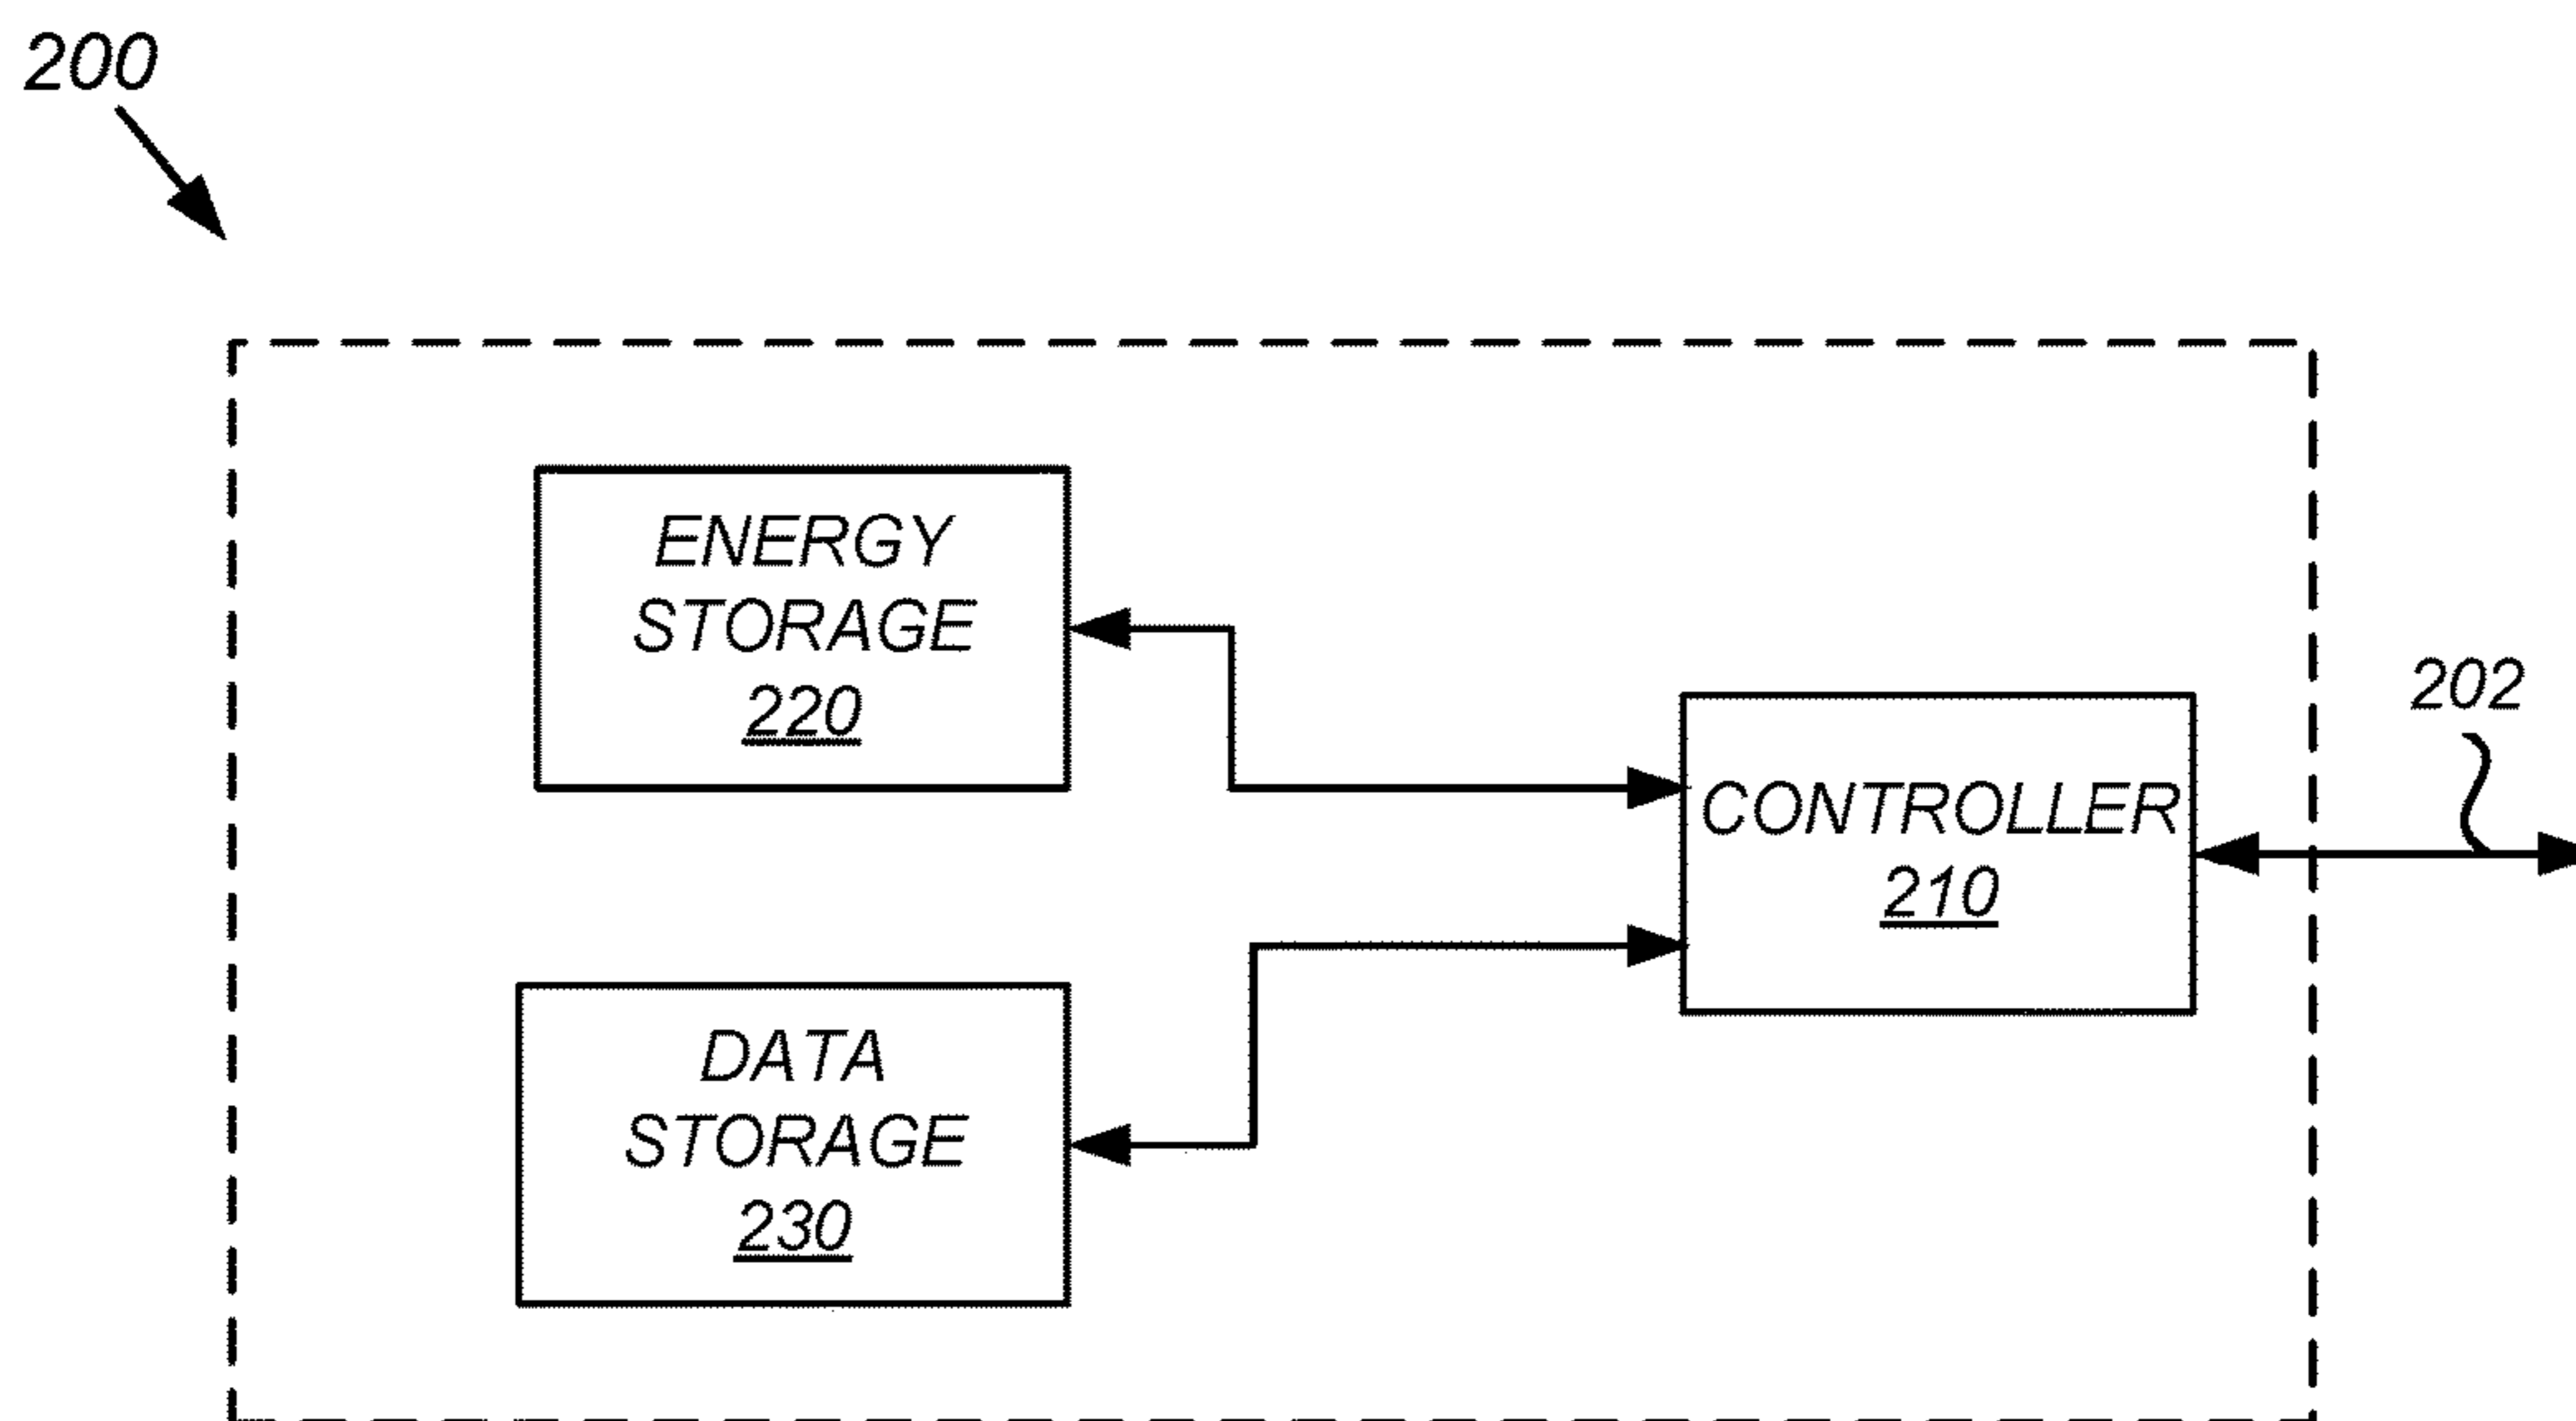 200
ENERGY
STORAGE
220
202
CONTROLLER
210
DATA
STORAGE
230